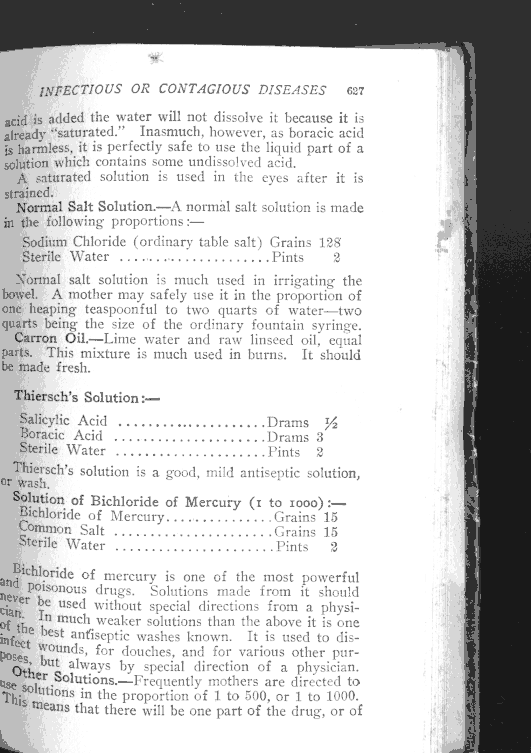 INFECTIOUS OR CONTAGIOUS DISEASES 627
acid is added the water will not dissolve it because it is
already "saturated." Inasmuch, however, as boracic acid
is harmless, it is perfectly safe to use the liquid part of a
solution which contains some undissolved acid.
A saturated solution is used in the eyes after it is
strained.
Normal Salt Solution.—A normal salt solution is made
in the following proportions:—
Sodium Chloride (ordinary table salt) Grains 128
Sterile Water ......................Pints 2
Normal salt solution is much used in irrigating the
bowel. A mother may safely use it in the proportion of
one heaping teaspoonful to two quarts of water—two
quarts being the size of the ordinary fountain syringe.
Carron Oil.—Lime water and raw linseed oil, equal
parts. This mixture is much used in burns. It should
be made fresh.
Thiersch's Solution:—
Salicylic Acid ......................Drams ½
Boracic Acid ......................Drams 3
Sterile Water ......................Pints 2
Thiersch's solution is a good, mild antiseptic solution,
or wash.
Solution of Bichloride of Mercury (1 to 1000):—
Bichloride of Mercury...............Grains 15
Common Salt .......................Grains 15
Sterile Water .......................Pints 2
Bichloride of mercury is one of the most powerful
and poisonous drugs. Solutions made from it should
never be used without special directions from a physi-
cian. In much weaker solutions than the above it is one
of the best antiseptic washes known. It is used to dis-
infect wounds, for douches, and for various other pur-
poses, but always by special direction of a physician.
Other Solutions.—Frequently mothers are directed to
use solutions in the proportion of 1 to 500, or 1 to 1000.
This means that there will be one part of the drug, or of